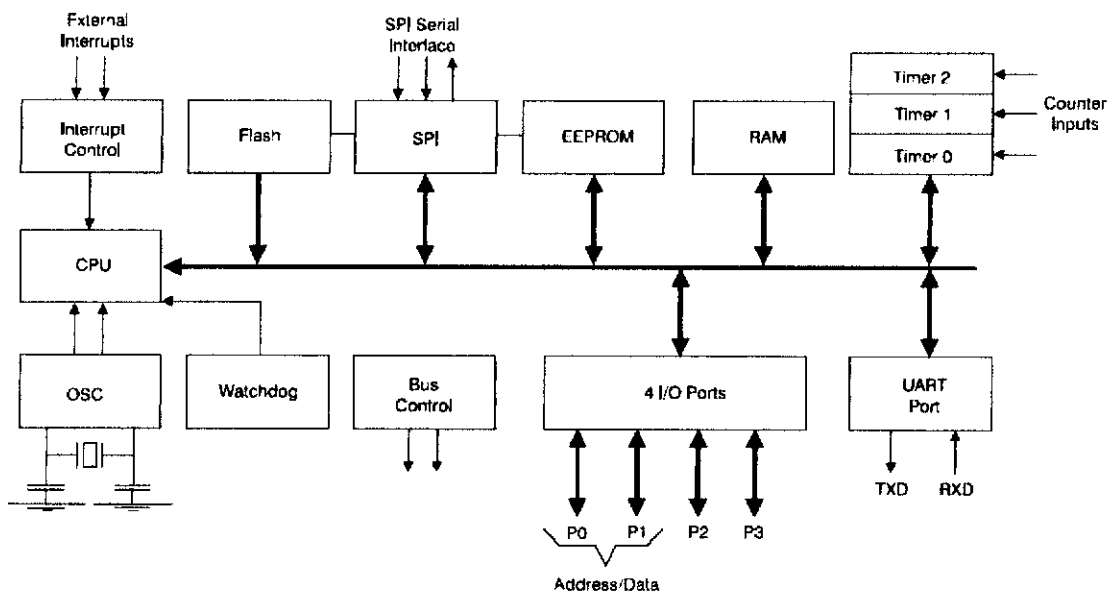 External
Interrupts
SPI Serial
Interface
Timer 2
Interrupt
Control
Flash
SPI
EEPROM
RAM
Timer 1
Counter
Inputs
Timer 0
CPU
OSC
Watchdog
Bus
Control
4 I/O Ports
UART
Port
TXD
RXD
P0
P1
P2
P3
Address/Data